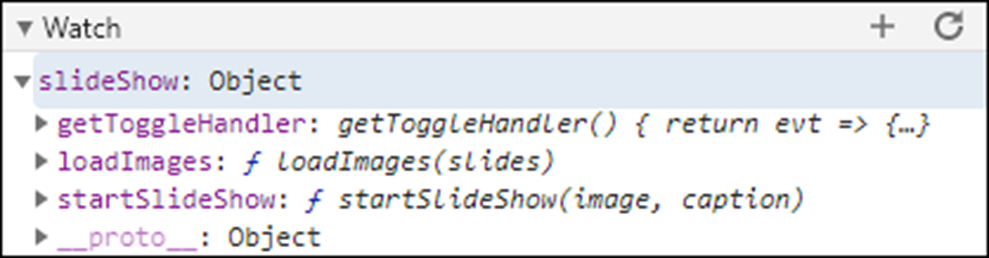 Watch
slideShow: Object
getToggleHandler: getToggleHandler() { return evt => {…}
loadImages: ƒ loadImages(slides)
startSlideShow: ƒ startSlideShow(image, caption)
__proto__: Object